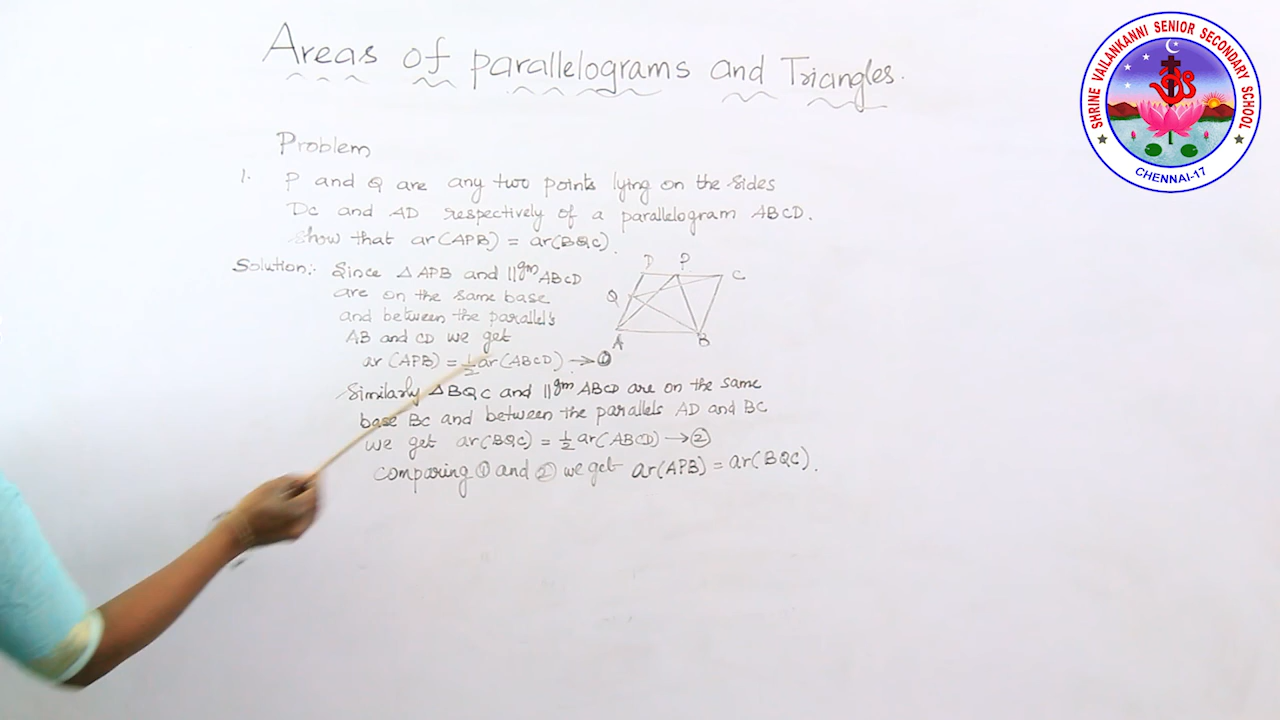 Areas of parallelograms and Triangles.
Problem
1. P and Q are any two points lying on the sides
DC and AD respectively of a parallelogram ABCD.
Show that ar(APB) = ar(BQC).
Solution:- Since △APB and ||gm ABCD
are on the same base
and between the parallels
AB and CD we get
ar (APB) = 1/2 ar(ABCD) → ①
Similarly △BQC and ||gm ABCD are on the same
base BC and between the parallels AD and BC
we get ar(BQC) = 1/2 ar(ABCD) → ②
comparing ① and ② we get ar(APB) = ar(BQC).
D P C
Q
A B
SHRINE VAILANKANNI SENIOR SECONDARY SCHOOL
CHENNAI-17